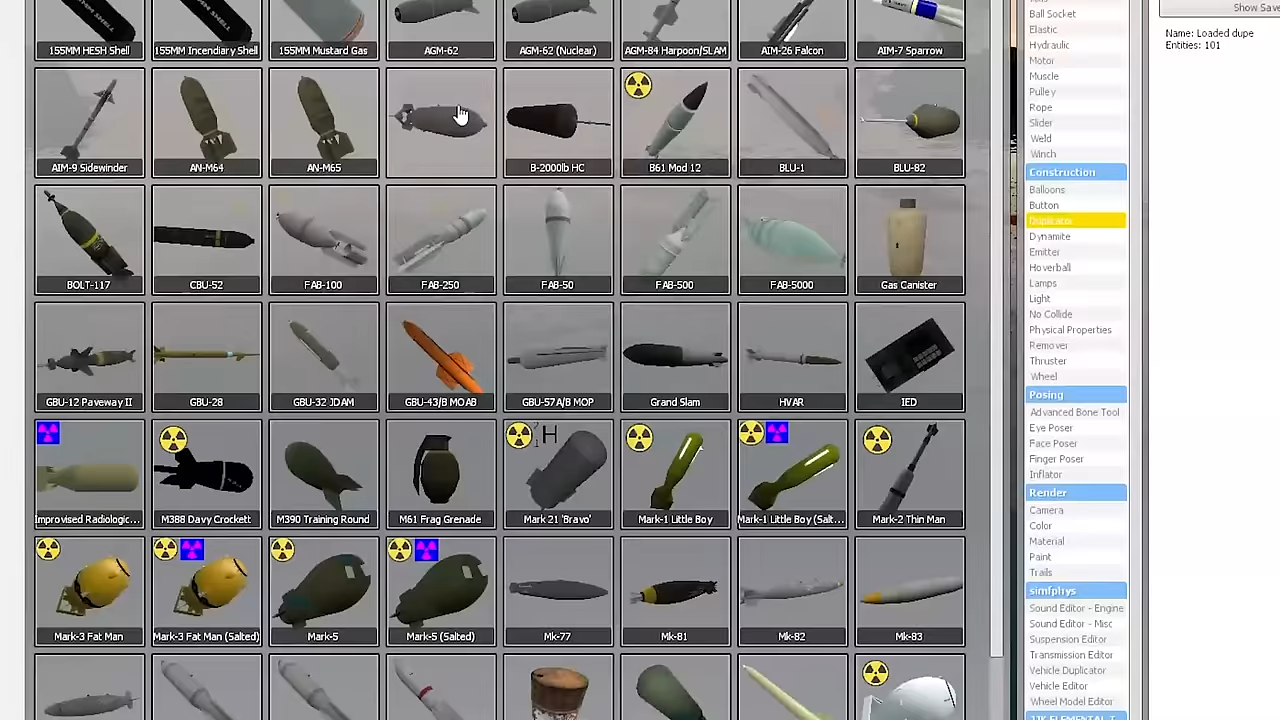 155MM HESH Shell
155MM Incendiary Shell
155MM Mustard Gas
AGM-62
AGM-62 (Nuclear)
AGM-84 Harpoon/SLAM
AIM-26 Falcon
AIM-7 Sparrow
AIM-9 Sidewinder
AN-M64
AN-M65
B-2000lb HC
B61 Mod 12
BLU-1
BLU-82
BOLT-117
CBU-52
FAB-100
FAB-250
FAB-50
FAB-500
FAB-5000
Gas Canister
GBU-12 Paveway II
GBU-28
GBU-32 JDAM
GBU-43/B MOAB
GBU-57A/B MOP
Grand Slam
HVAR
IED
Improvised Radiologic...
M388 Davy Crockett
M390 Training Round
M61 Frag Grenade
Mark 21 'Bravo'
Mark-1 Little Boy
Mark-1 Little Boy (Salt...
Mark-2 Thin Man
Mark-3 Fat Man
Mark-3 Fat Man (Salted)
Mark-5
Mark-5 (Salted)
Mk-77
Mk-81
Mk-82
Mk-83
Ball Socket
Elastic
Hydraulic
Motor
Muscle
Pulley
Rope
Slider
Weld
Winch
Construction
Balloons
Button
Duplicator
Dynamite
Emitter
Hoverball
Lamps
Light
No Collide
Physical Properties
Remover
Thruster
Wheel
Posing
Advanced Bone Tool
Eye Poser
Face Poser
Finger Poser
Inflator
Render
Camera
Color
Material
Paint
Trails
simfphys
Sound Editor - Engine
Sound Editor - Misc
Suspension Editor
Transmission Editor
Vehicle Duplicator
Vehicle Editor
Wheel Model Editor
Show Save
Name: Loaded dupe
Entities: 101